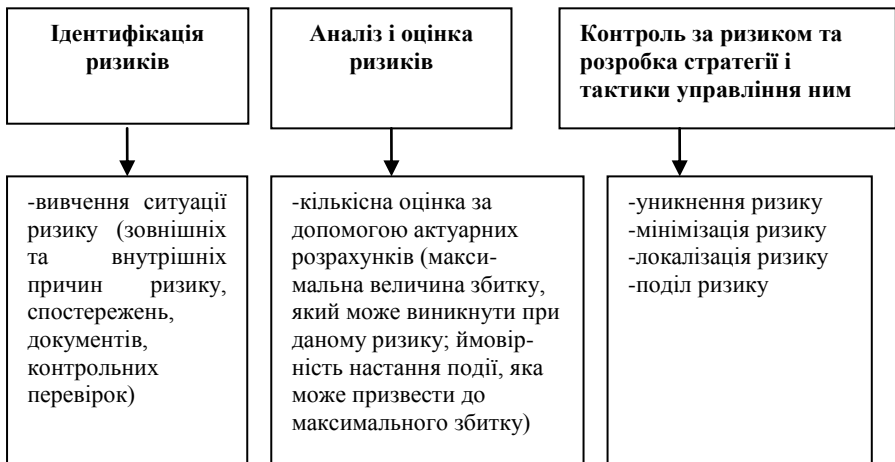 Ідентифікація
ризиків
Аналіз і оцінка
ризиків
Контроль за ризиком та
розробка стратегії і
тактики управління ним
-вивчення ситуації
ризику (зовнішніх
та внутрішніх
причин ризику,
спостережень,
документів,
контрольних
перевірок)
-кількісна оцінка за
допомогою актуарних
розрахунків (макси-
мальна величина збитку,
який може виникнути при
даному ризику; ймовір-
ність настання події, яка
може призвести до
максимального збитку)
-уникнення ризику
-мінімізація ризику
-локалізація ризику
-поділ ризику